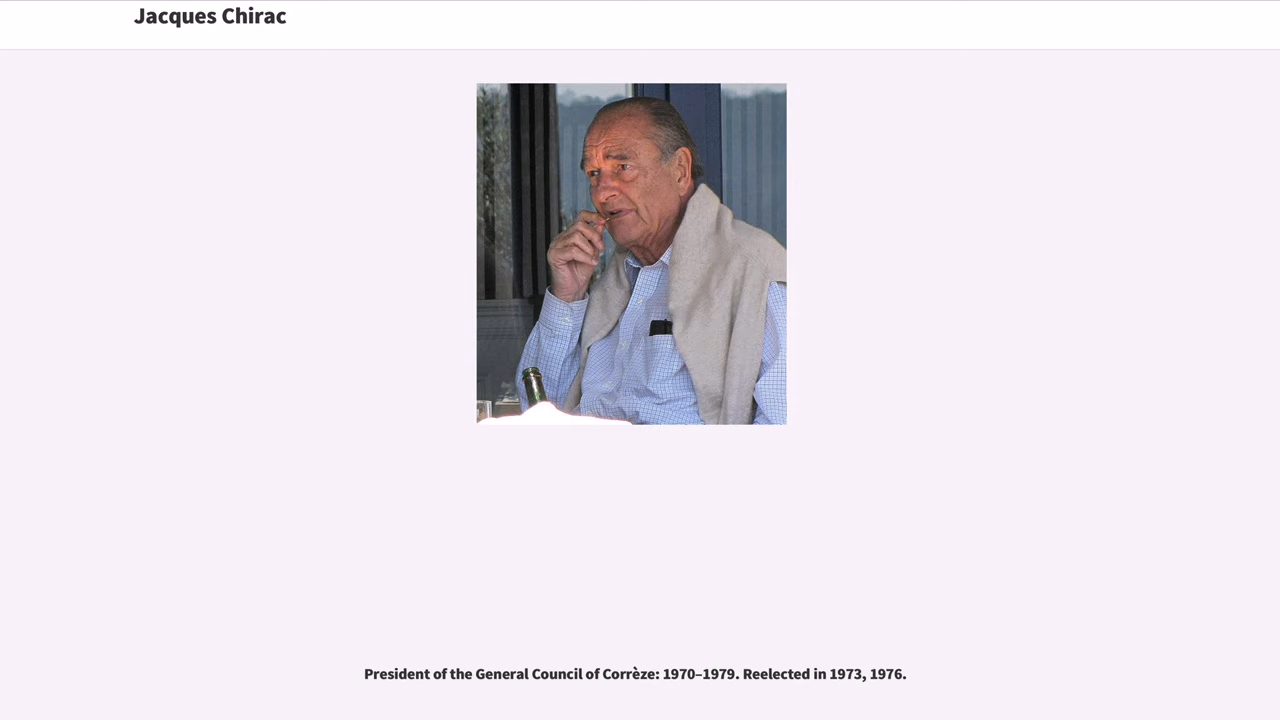 Jacques Chirac
President of the General Council of Corrèze: 1970–1979. Reelected in 1973, 1976.